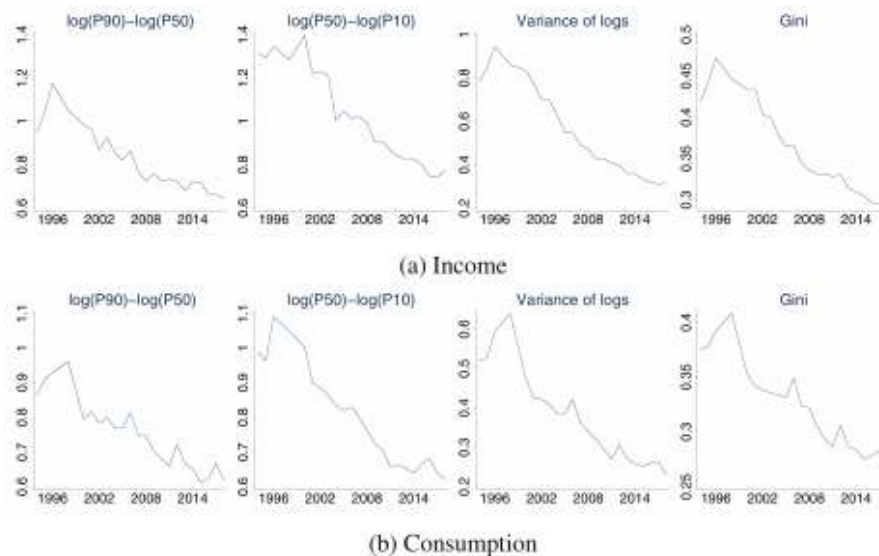 log(P90)−log(P50) log(P50)−log(P10) Variance of logs Gini
0.6 0.8 1 1.2 1.4
0.6 0.8 1 1.2 1.4
0.2 0.4 0.6 0.8 1
0.3 0.35 0.4 0.45 0.5
1996 2002 2008 2014 1996 2002 2008 2014 1996 2002 2008 2014 1996 2002 2008 2014
(a) Income
log(P90)−log(P50) log(P50)−log(P10) Variance of logs Gini
0.6 0.7 0.8 0.9 1 1.1
0.6 0.7 0.8 0.9 1 1.1
0.2 0.3 0.4 0.5 0.6
0.25 0.3 0.35 0.4
1996 2002 2008 2014 1996 2002 2008 2014 1996 2002 2008 2014 1996 2002 2008 2014
(b) Consumption